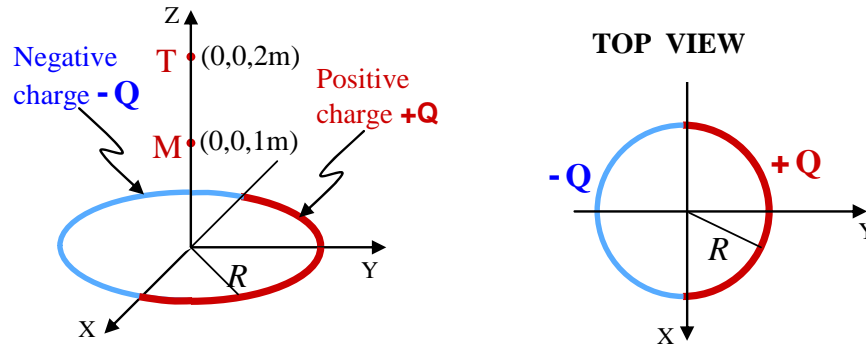 Z
Negative
charge - Q
T
(0,0,2m)
Positive
charge +Q
M
(0,0,1m)
R
Y
X
TOP VIEW
- Q
+ Q
R
Y
X